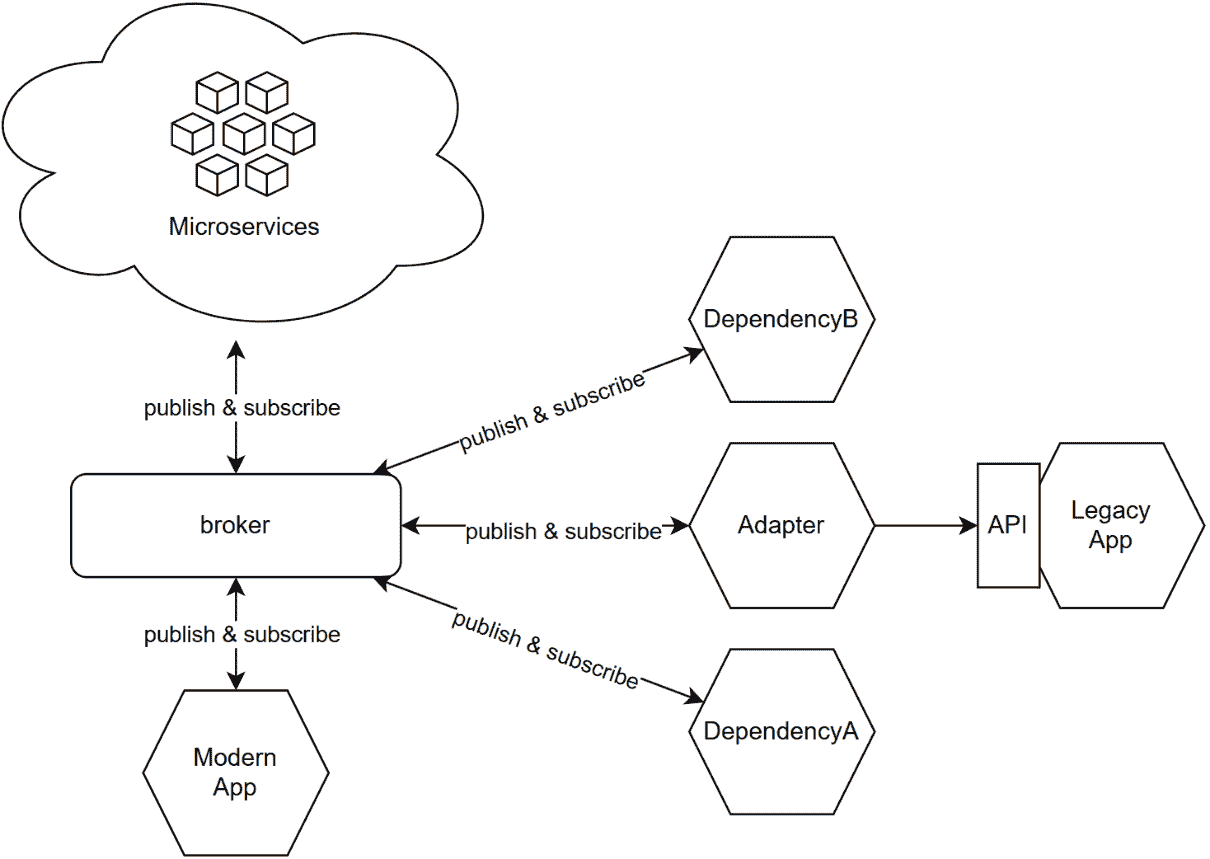 Microservices
publish & subscribe
DependencyB
publish & subscribe
broker
publish & subscribe
Adapter
API
Legacy
App
publish & subscribe
publish & subscribe
DependencyA
Modern
App